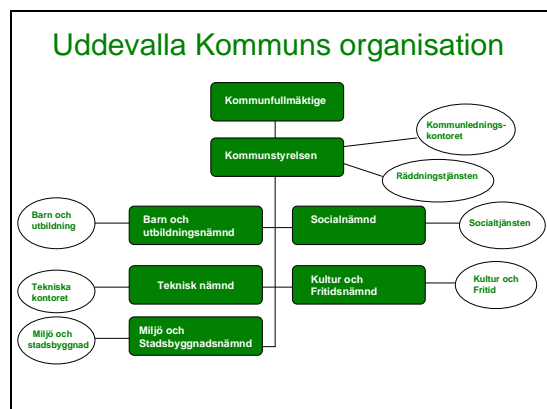 Uddevalla Kommuns organisation
Kommunfullmäktige
Kommunlednings-
kontoret
Kommunstyrelsen
Räddningstjänsten
Barn och
utbildning
Barn och
utbildningsnämnd
Socialnämnd
Socialtjänsten
Tekniska
kontoret
Teknisk nämnd
Kultur och
Fritidsnämnd
Kultur och
Fritid
Miljö och
stadsbyggnad
Miljö och
Stadsbyggnadsnämnd